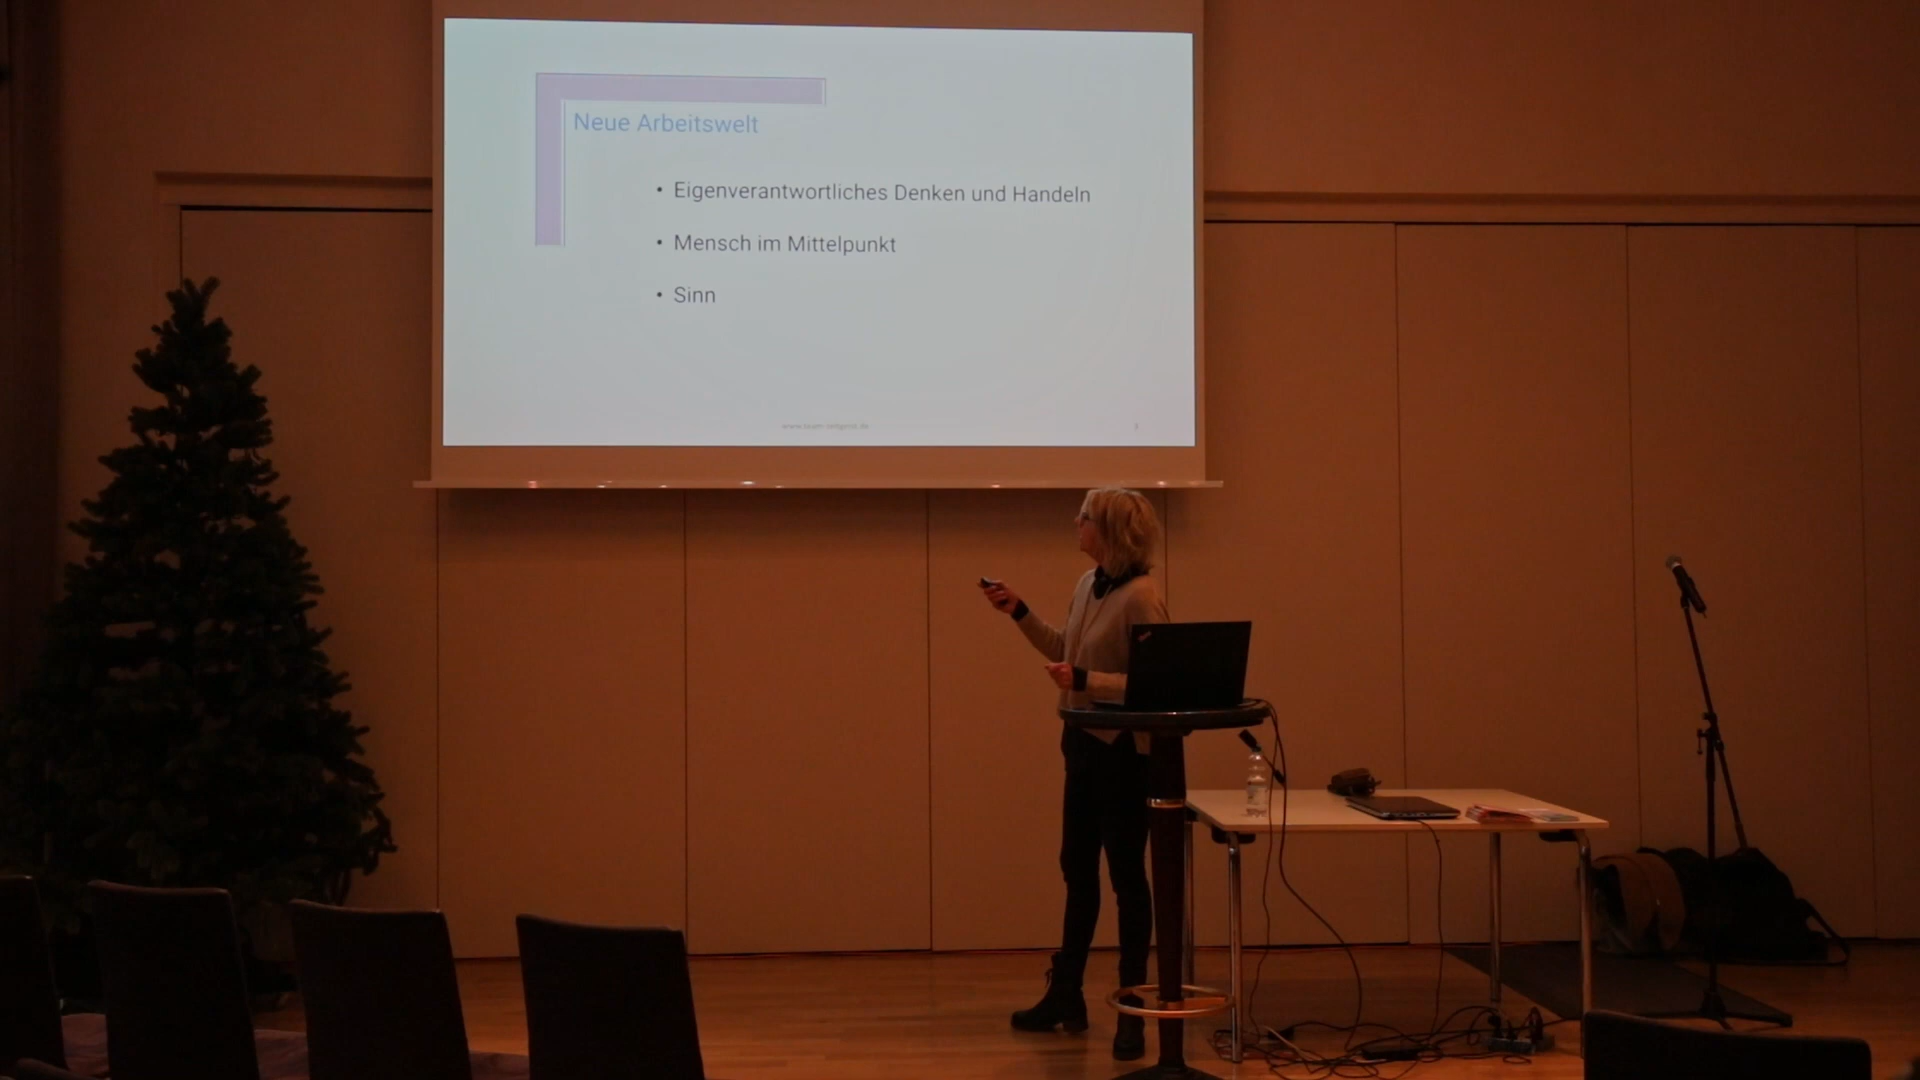 Neue Arbeitswelt
• Eigenverantwortliches Denken und Handeln
• Mensch im Mittelpunkt
• Sinn